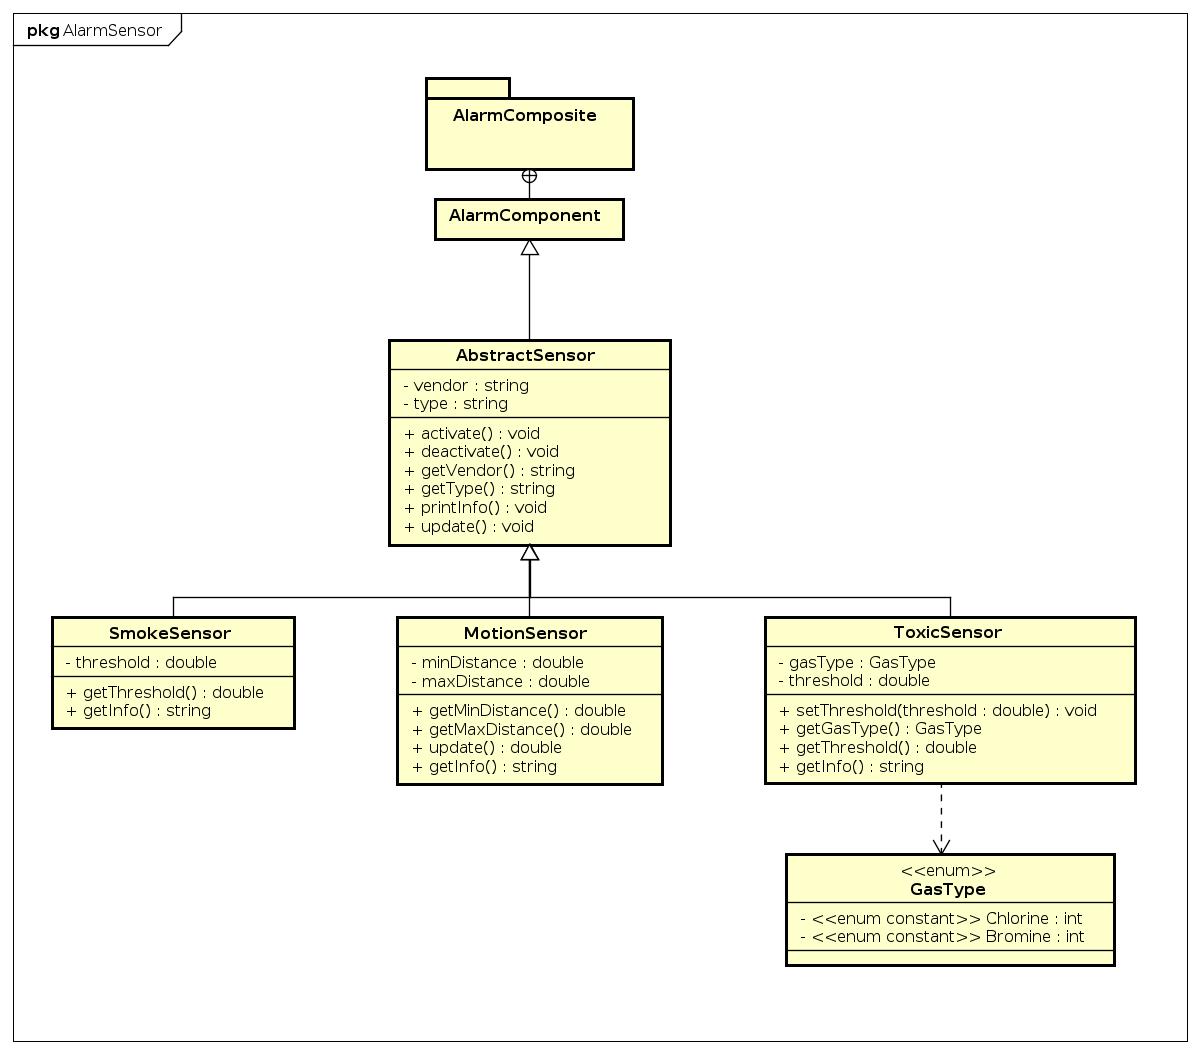 pkg AlarmSensor
AlarmComposite
AlarmComponent
AbstractSensor
- vendor : string
- type : string
+ activate() : void
+ deactivate() : void
+ getVendor() : string
+ getType() : string
+ printInfo() : void
+ update() : void
SmokeSensor
- threshold : double
+ getThreshold() : double
+ getInfo() : string
MotionSensor
- minDistance : double
- maxDistance : double
+ getMinDistance() : double
+ getMaxDistance() : double
+ update() : double
+ getInfo() : string
ToxicSensor
- gasType : GasType
- threshold : double
+ setThreshold(threshold : double) : void
+ getGasType() : GasType
+ getThreshold() : double
+ getInfo() : string
<<enum>>
GasType
- <<enum constant>> Chlorine : int
- <<enum constant>> Bromine : int